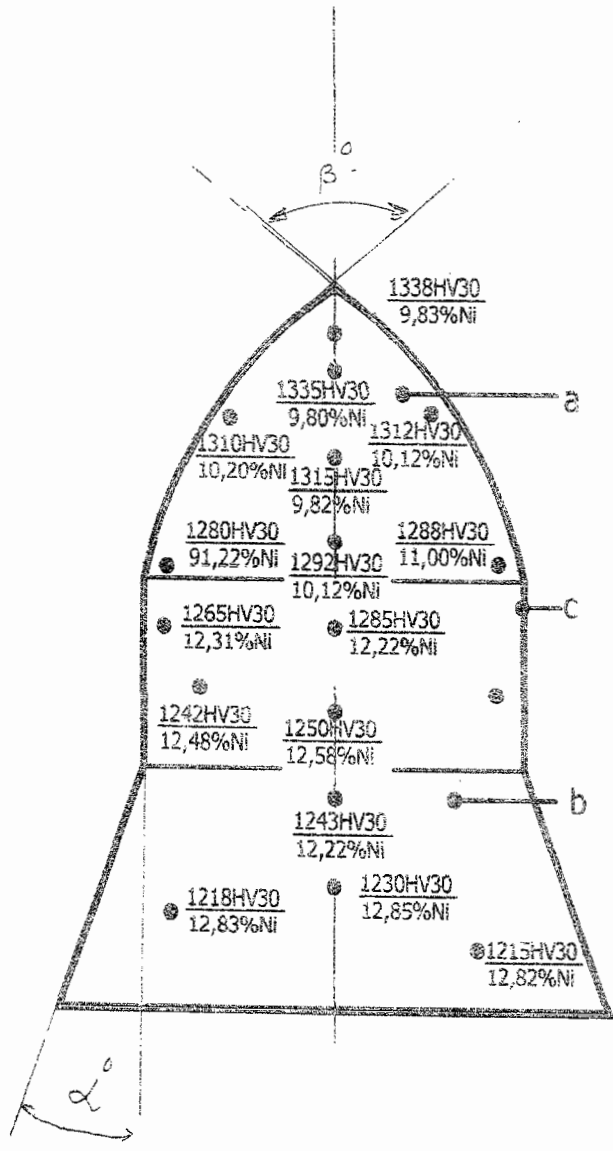 β°
1338HV30
9,83%Ni
1335HV30
9,80%Ni
a
1310HV30
10,20%Ni
1312HV30
10,12%Ni
1315HV30
9,82%Ni
1280HV30
91,22%Ni
1288HV30
11,00%Ni
1292HV30
10,12%Ni
c
1265HV30
12,31%Ni
1285HV30
12,22%Ni
1242HV30
12,48%Ni
1250HV30
12,58%Ni
b
1243HV30
12,22%Ni
1218HV30
12,83%Ni
1230HV30
12,85%Ni
1215HV30
12,82%Ni
α°